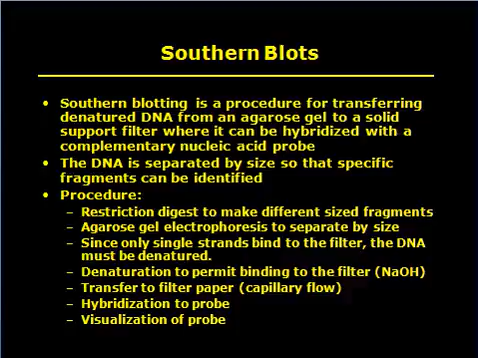 Southern Blots
• Southern blotting is a procedure for transferring
denatured DNA from an agarose gel to a solid
support filter where it can be hybridized with a
complementary nucleic acid probe
• The DNA is separated by size so that specific
fragments can be identified
• Procedure:
– Restriction digest to make different sized fragments
– Agarose gel electrophoresis to separate by size
– Since only single strands bind to the filter, the DNA
must be denatured.
– Denaturation to permit binding to the filter (NaOH)
– Transfer to filter paper (capillary flow)
– Hybridization to probe
– Visualization of probe